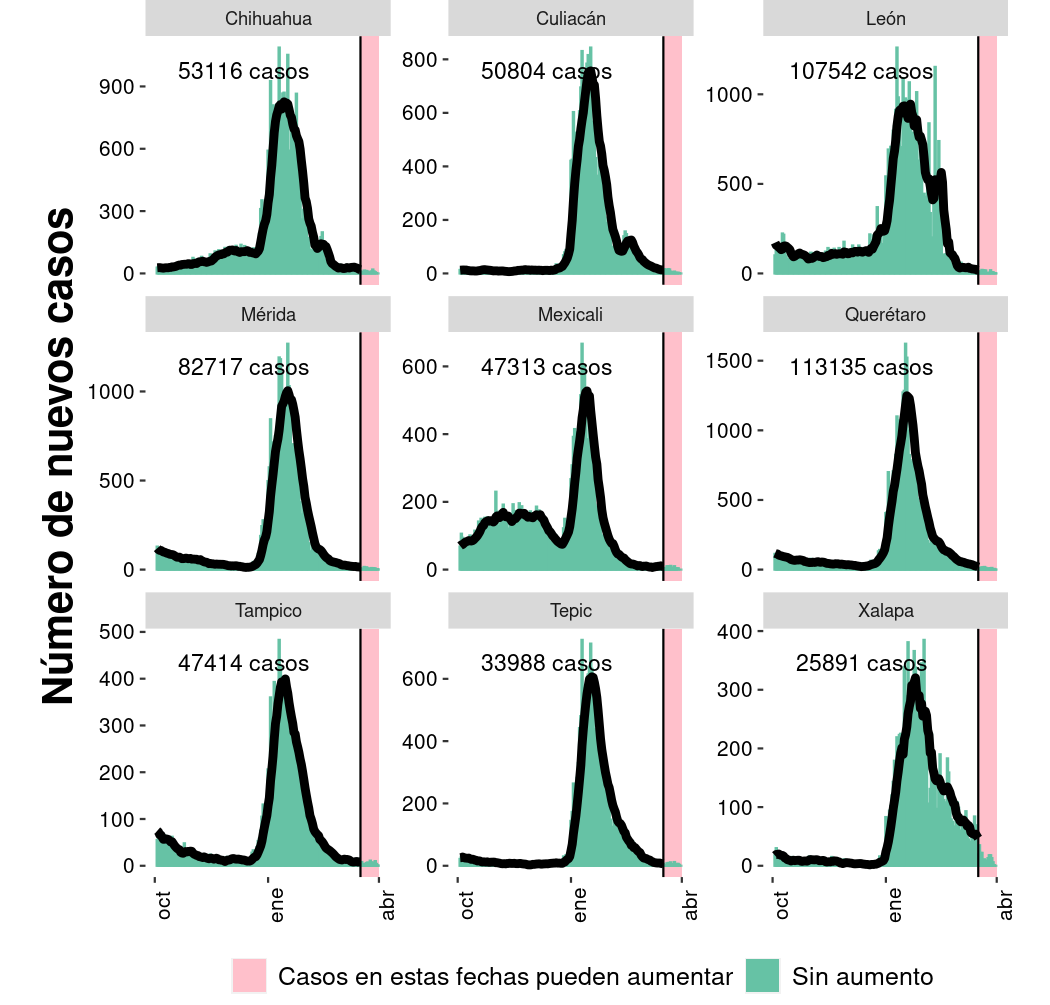 Número de nuevos casos
Chihuahua
Culiacán
León
53116 casos
50804 casos
107542 casos
900
600
300
0
800
600
400
200
0
1000
500
0
Mérida
Mexicali
Querétaro
82717 casos
47313 casos
113135 casos
1000
500
0
600
400
200
0
1500
1000
500
0
Tampico
Tepic
Xalapa
47414 casos
33988 casos
25891 casos
500
400
300
200
100
0
600
400
200
0
400
300
200
100
0
oct
ene
abr
oct
ene
abr
oct
ene
abr
Casos en estas fechas pueden aumentar
Sin aumento